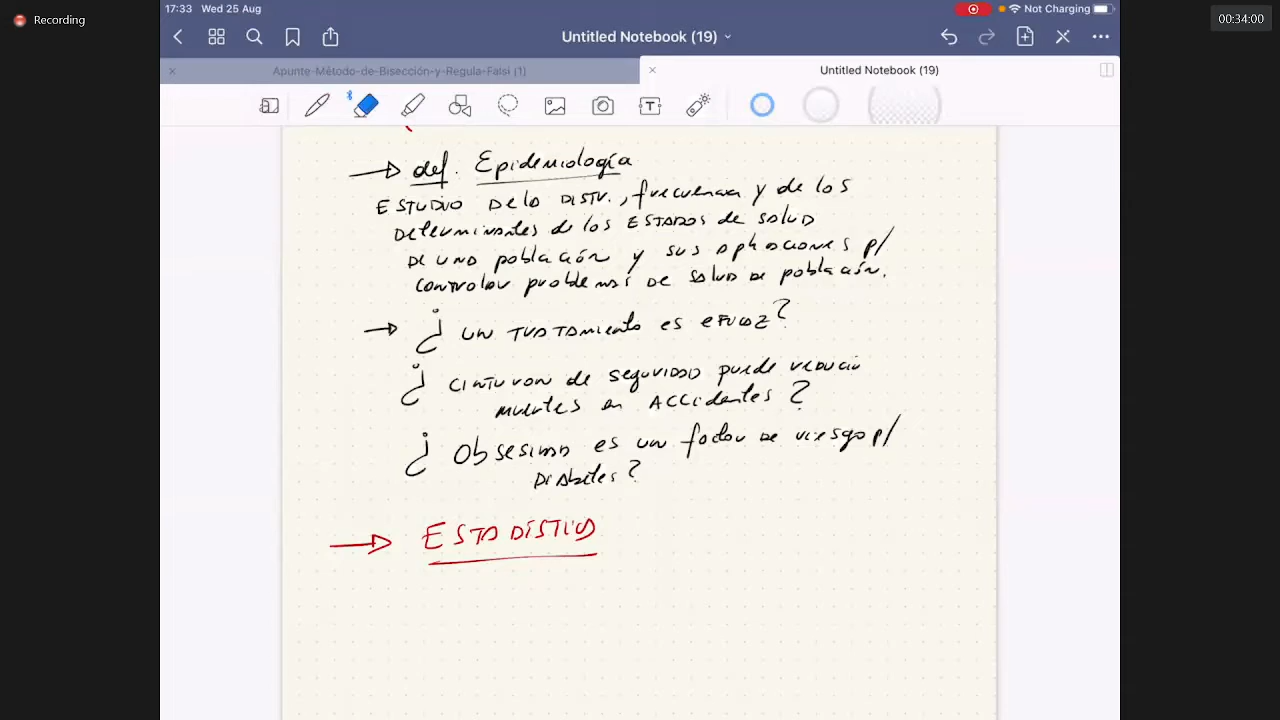 Recording
17:33 Wed 25 Aug
Not Charging
00:34:00
Untitled Notebook (19)
Apunte-Método-de-Bisección-y-Regula-Falsi (1)
Untitled Notebook (19)
→ def. Epidemiología
ESTUDIO De la DISTR., frecuencia y de los
Determinantes de los ESTADOS de salud
De una población y sus aplicaciones p/
controlar problemas De salud de población.
→ ¿ un tratamiento es eficaz?
¿ cinturon de seguridad puede reducir
muertes en ACCidentes ?
¿ Obsesidad es un factor de riesgo p/
Diabetes ?
→ ESTADISTICA